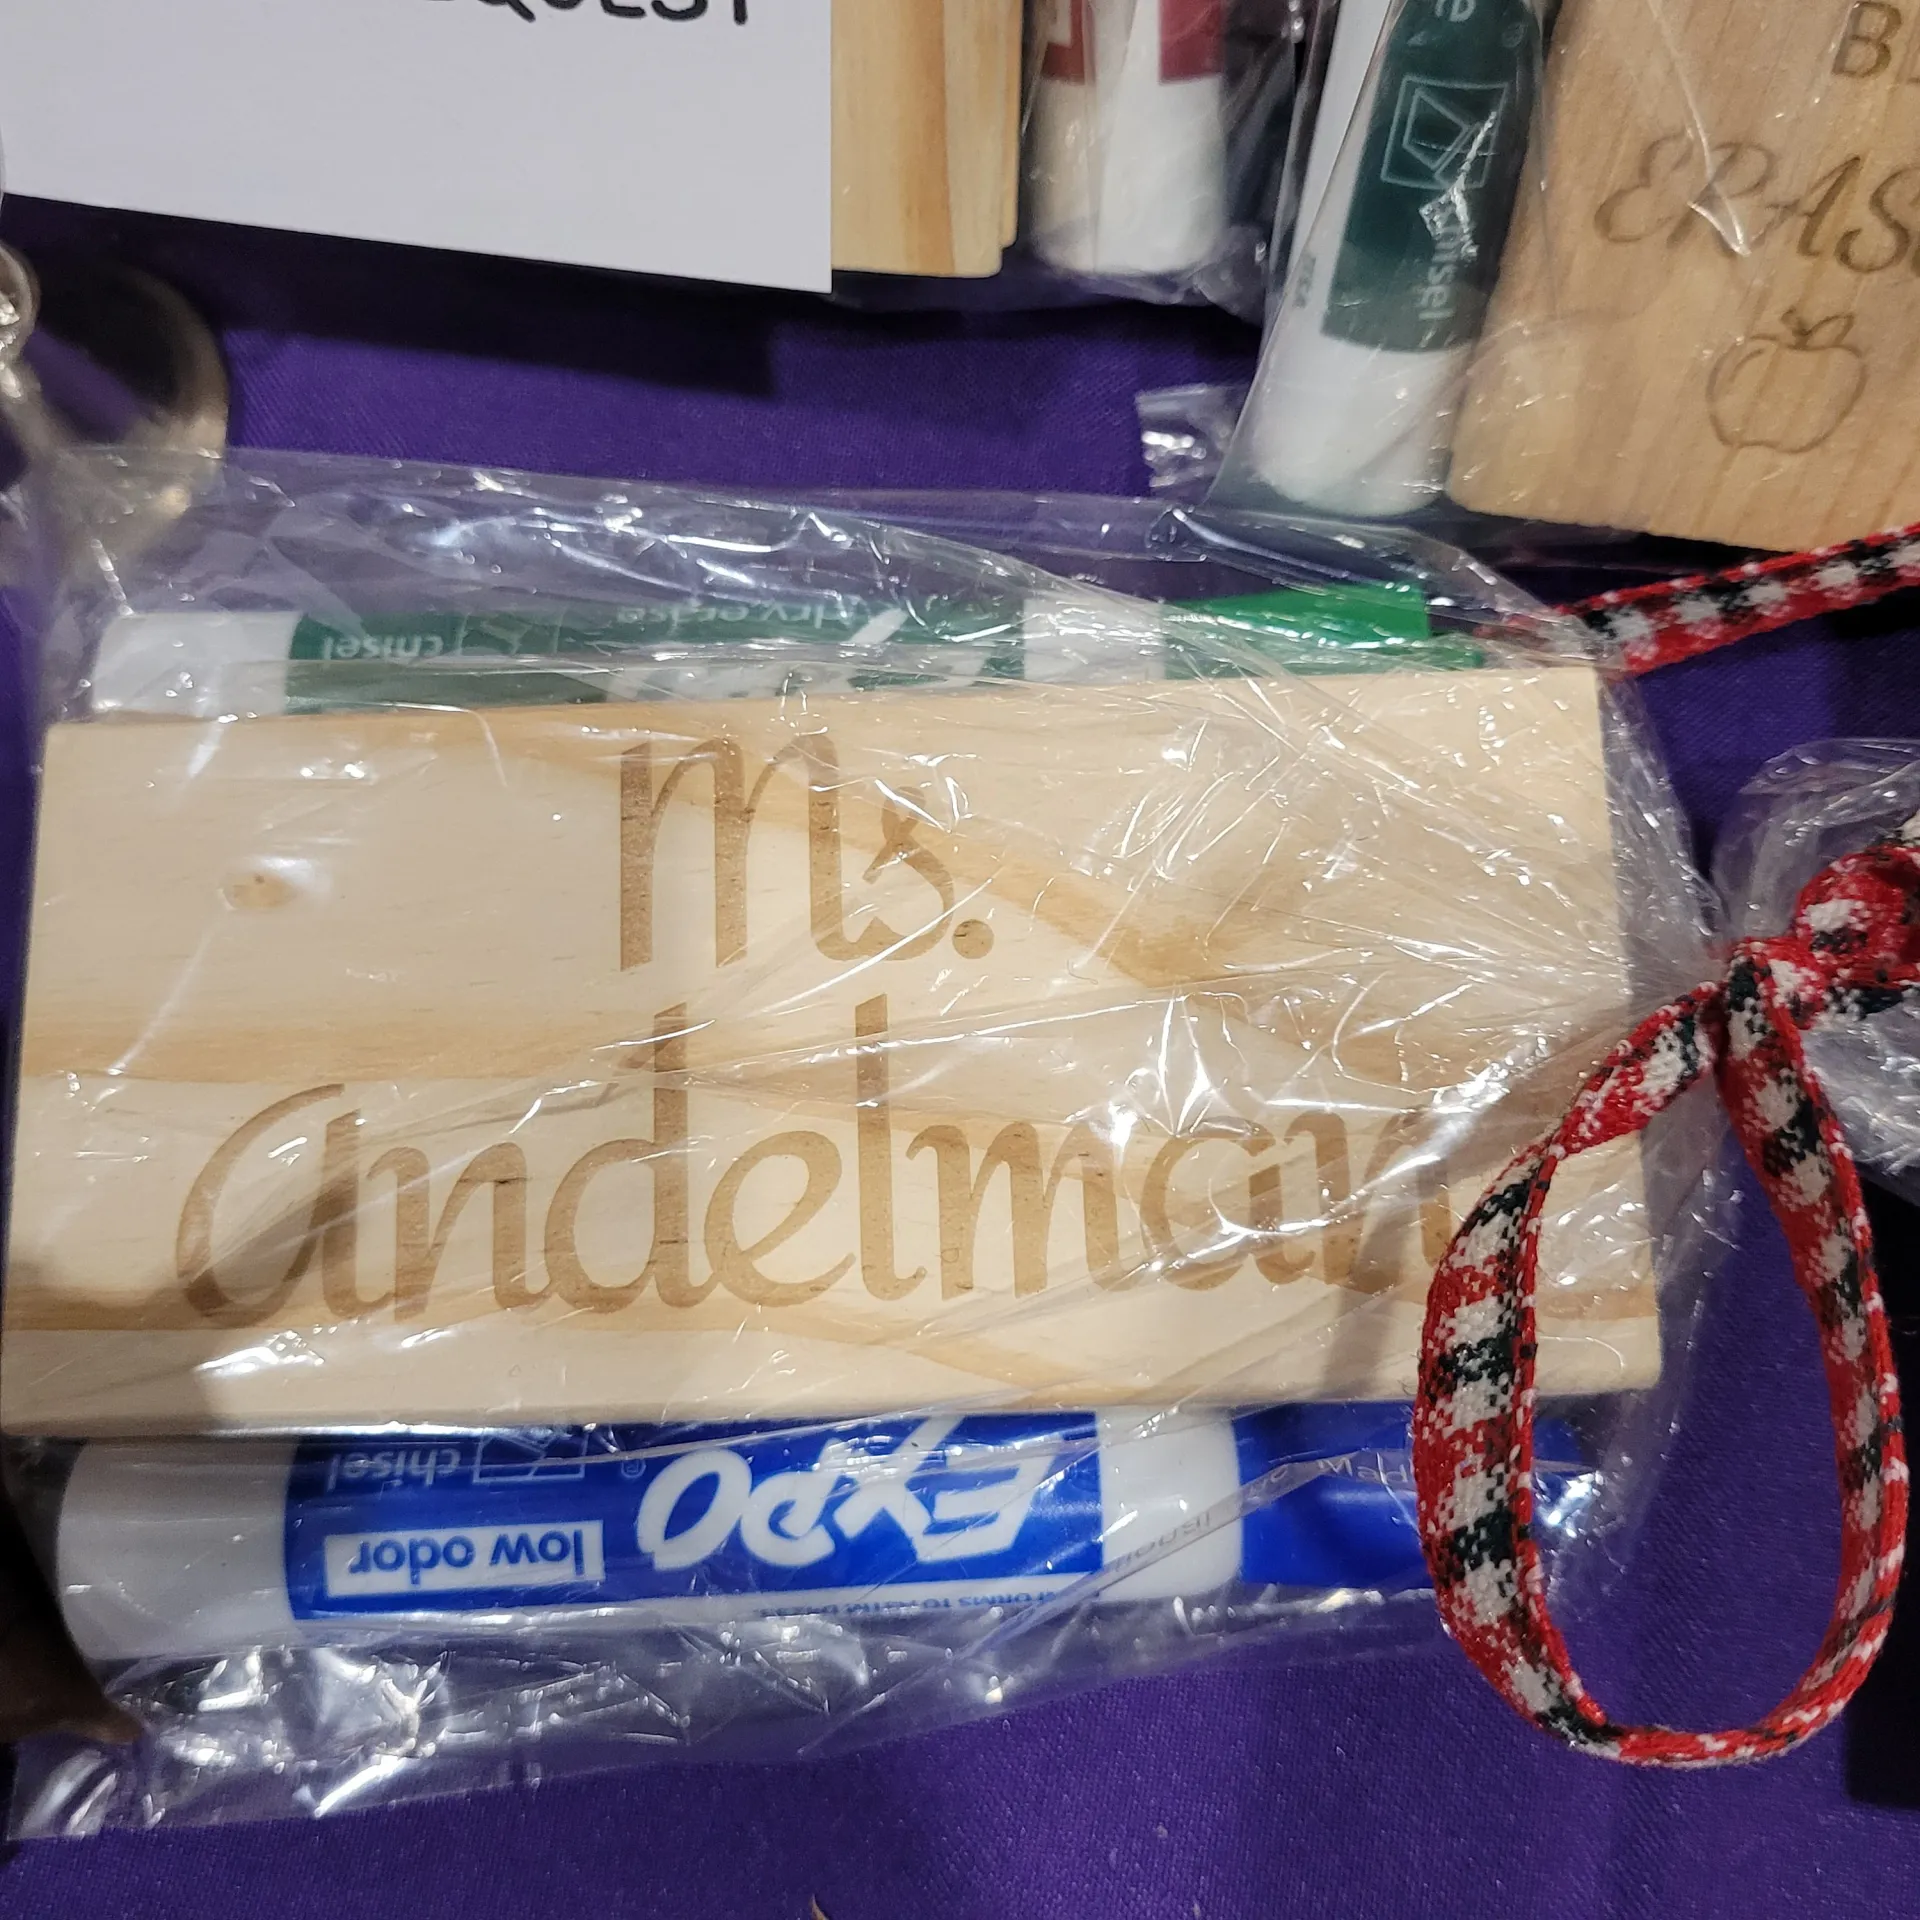 Ms.
andelman
dry erase
chisel
chisel
Expo®
low odor
chisel
ERAS